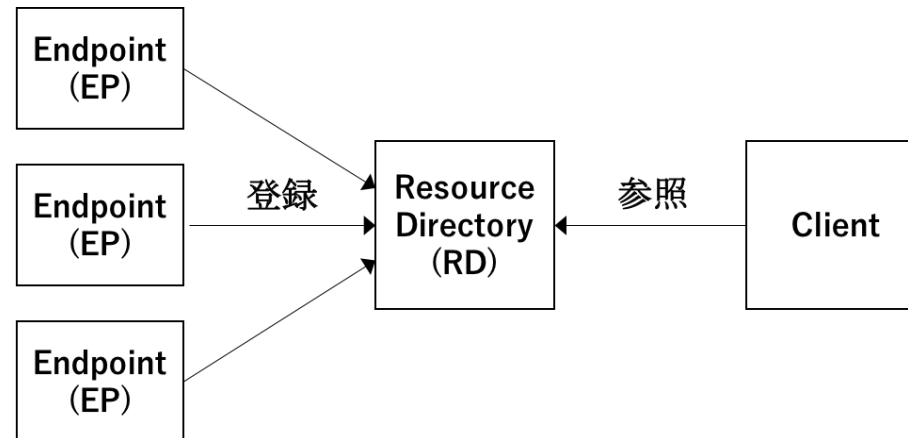 Endpoint
(EP)
Endpoint
(EP)
Endpoint
(EP)
登録
Resource
Directory
(RD)
参照
Client